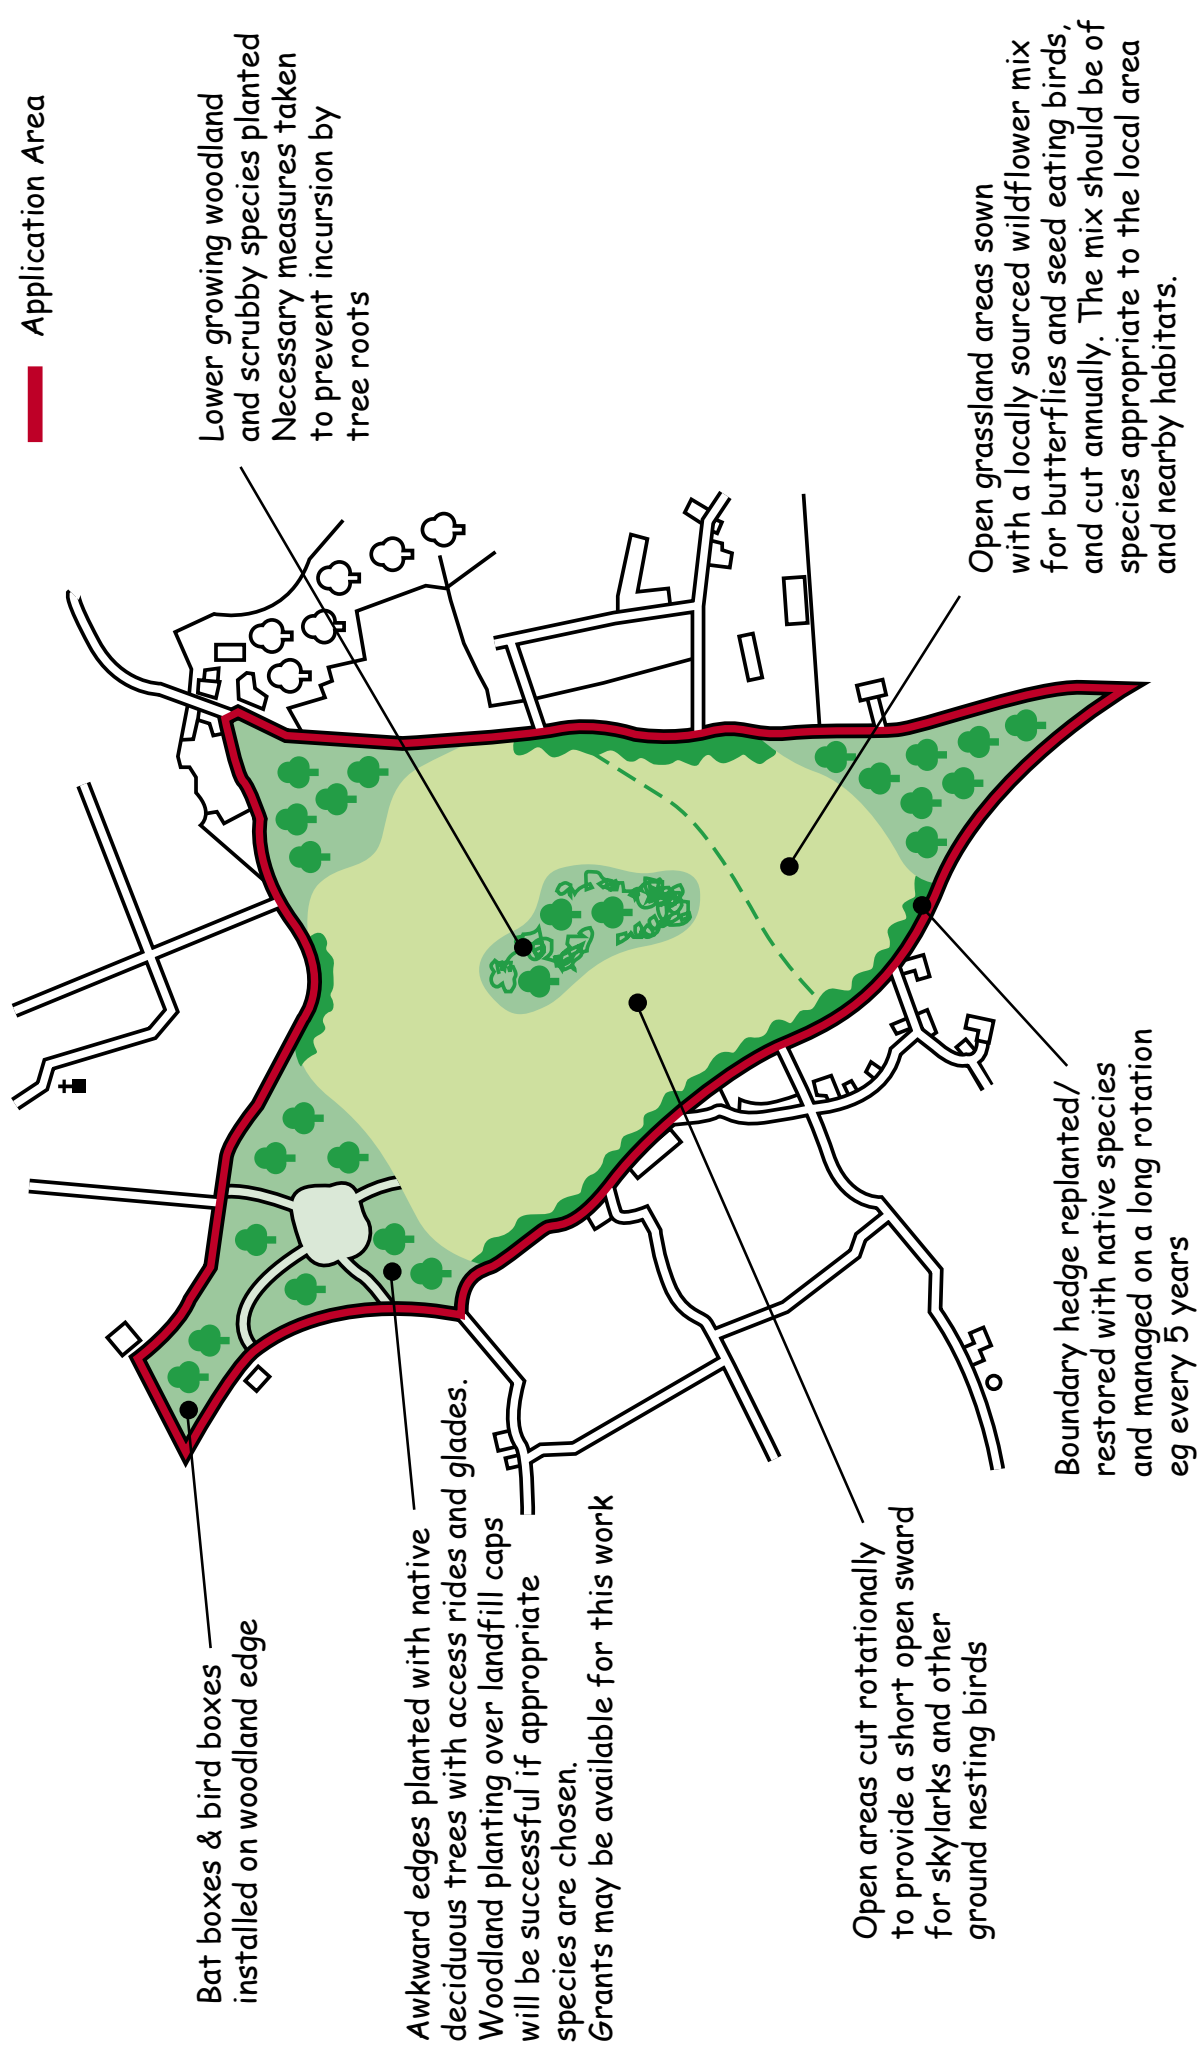 Application Area
Lower growing woodland
and scrubby species planted
Necessary measures taken
to prevent incursion by
tree roots
Open grassland areas sown
with a locally sourced wildflower mix
for butterflies and seed eating birds,
and cut annually. The mix should be of
species appropriate to the local area
and nearby habitats.
Bat boxes & bird boxes
installed on woodland edge
Awkward edges planted with native
deciduous trees with access rides and glades.
Woodland planting over landfill caps
will be successful if appropriate
species are chosen.
Grants may be available for this work
Open areas cut rotationally
to provide a short open sward
for skylarks and other
ground nesting birds
Boundary hedge replanted/
restored with native species
and managed on a long rotation
eg every 5 years